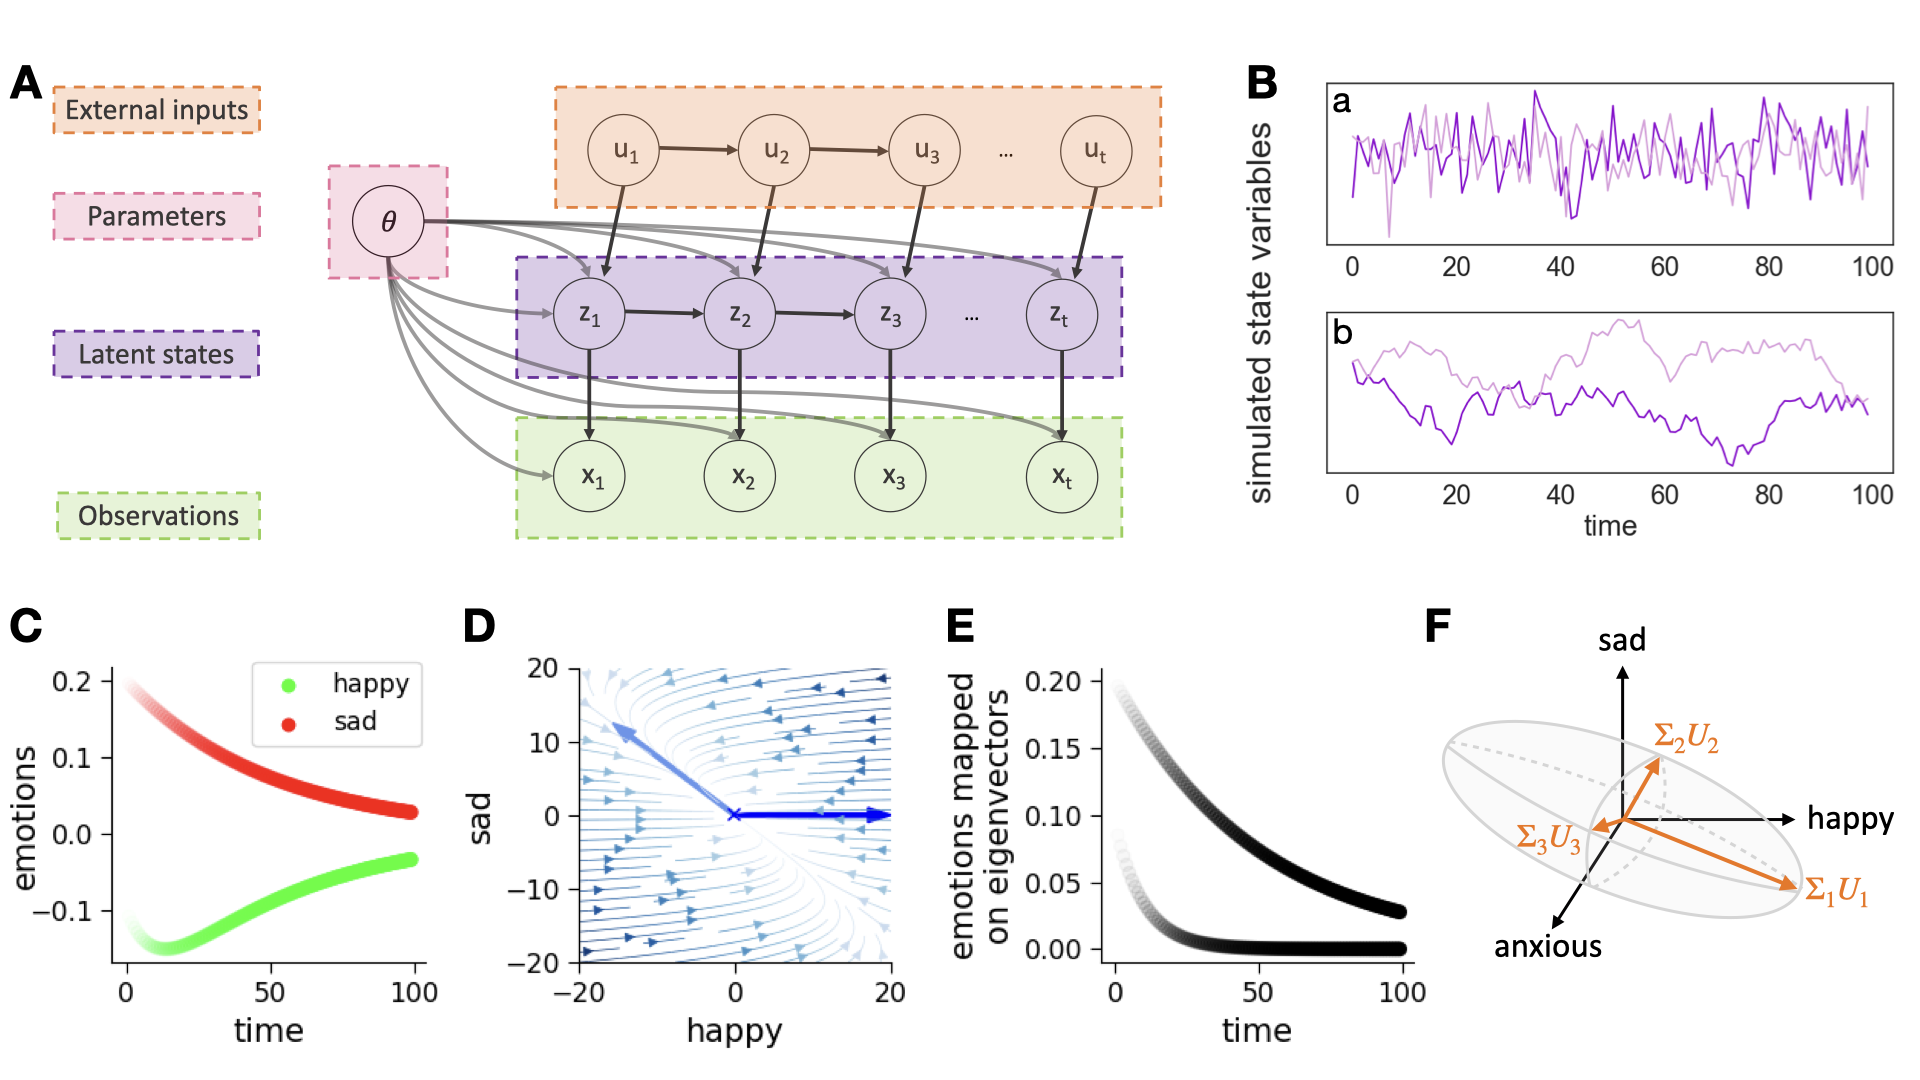 A
External inputs
Parameters
Latent states
Observations
θ
u1 u2 u3 ... ut
z1 z2 z3 ... zt
x1 x2 x3 xt
B
simulated state variables
a
0 20 40 60 80 100
b
0 20 40 60 80 100
time
C
emotions
0.2
0.1
0.0
−0.1
happy
sad
0 50 100
time
D
sad
20
10
0
−10
−20
−20 0 20
happy
E
emotions mapped
on eigenvectors
0.20
0.15
0.10
0.05
0.00
0 50 100
time
F
sad
Σ2U2
happy
Σ3U3
Σ1U1
anxious